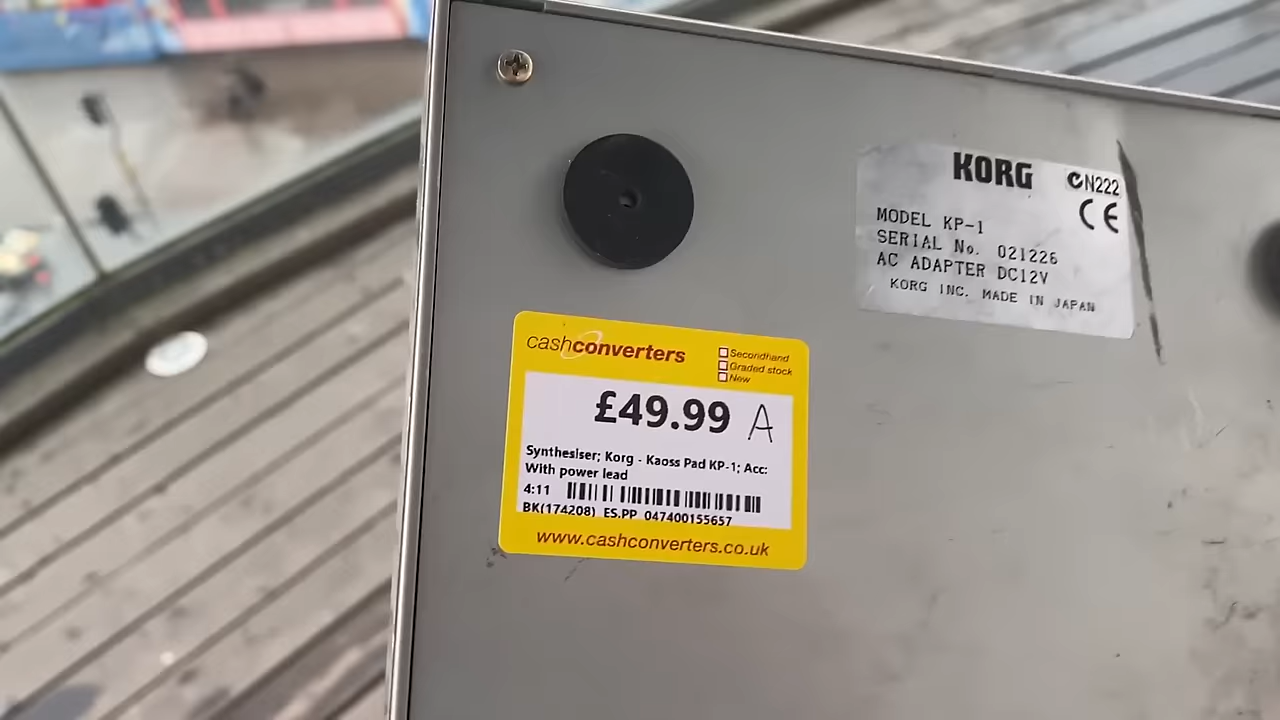 KORG
N222
CE
MODEL KP-1
SERIAL No. 021226
AC ADAPTER DC12V
KORG INC. MADE IN JAPAN
cashconverters
Secondhand
Graded stock
New
£49.99 A
Synthesiser; Korg - Kaoss Pad KP-1; Acc:
With power lead
4:11
BK(174208) ES.PP 047400155657
www.cashconverters.co.uk